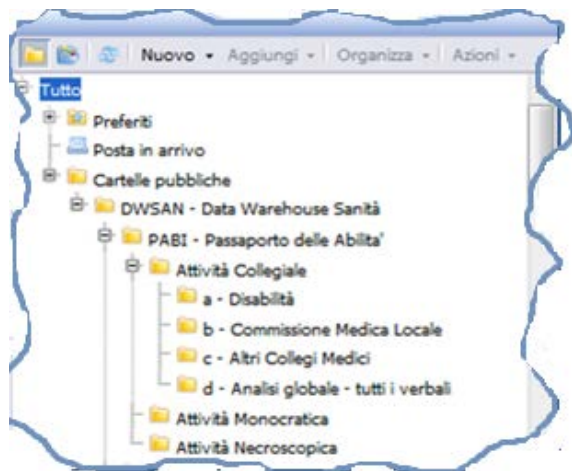 Nuovo Aggiungi Organizza Azioni
Tutto
Preferiti
Posta in arrivo
Cartelle pubbliche
DWSAN - Data Warehouse Sanità
PABI - Passaporto delle Abilita'
Attività Collegiale
a - Disabilità
b - Commissione Medica Locale
c - Altri Collegi Medici
d - Analisi globale - tutti i verbali
Attività Monocratica
Attività Necroscopica